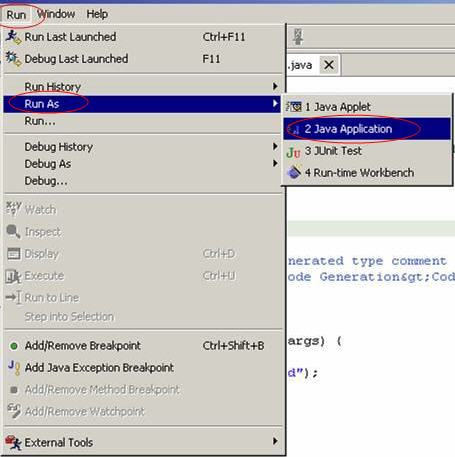 Run Window Help
Run Last Launched Ctrl+F11
Debug Last Launched F11
.java
Run History
Run As
Run...
1 Java Applet
2 Java Application
3 JUnit Test
4 Run-time Workbench
Debug History
Debug As
Debug...
Watch
Inspect
Display Ctrl+D
Execute Ctrl+U
Run to Line
Step into Selection
nerated type comment
ode Generation&gt;Cod
Add/Remove Breakpoint Ctrl+Shift+B
args) {
Add Java Exception Breakpoint
d");
Add/Remove Method Breakpoint
Add/Remove Watchpoint
External Tools